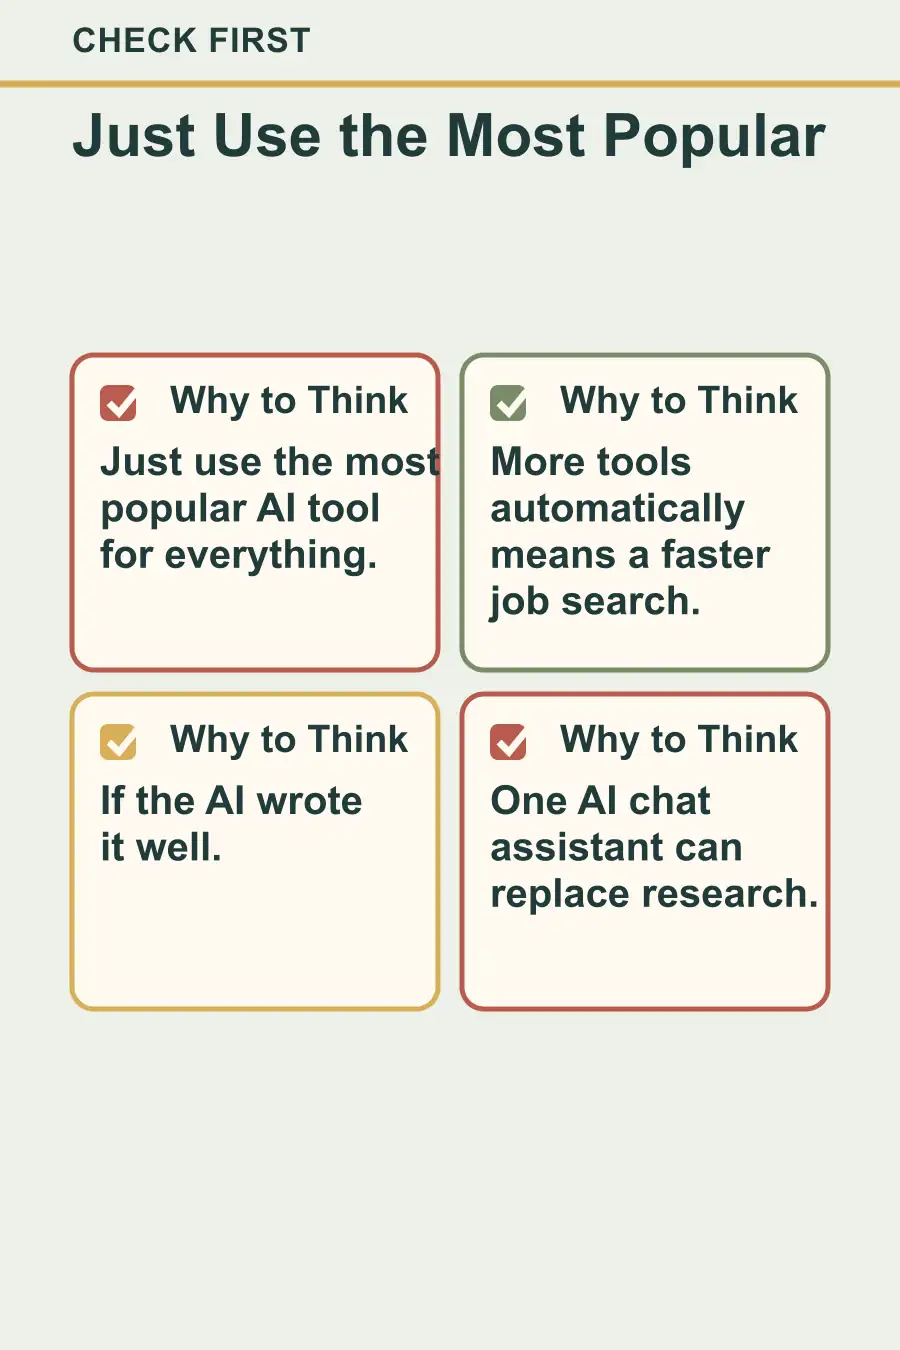 CHECK FIRST
Just Use the Most Popular
Why to Think
Just use the most
popular AI tool
for everything.
Why to Think
More tools
automatically
means a faster
job search.
Why to Think
If the AI wrote
it well.
Why to Think
One AI chat
assistant can
replace research.